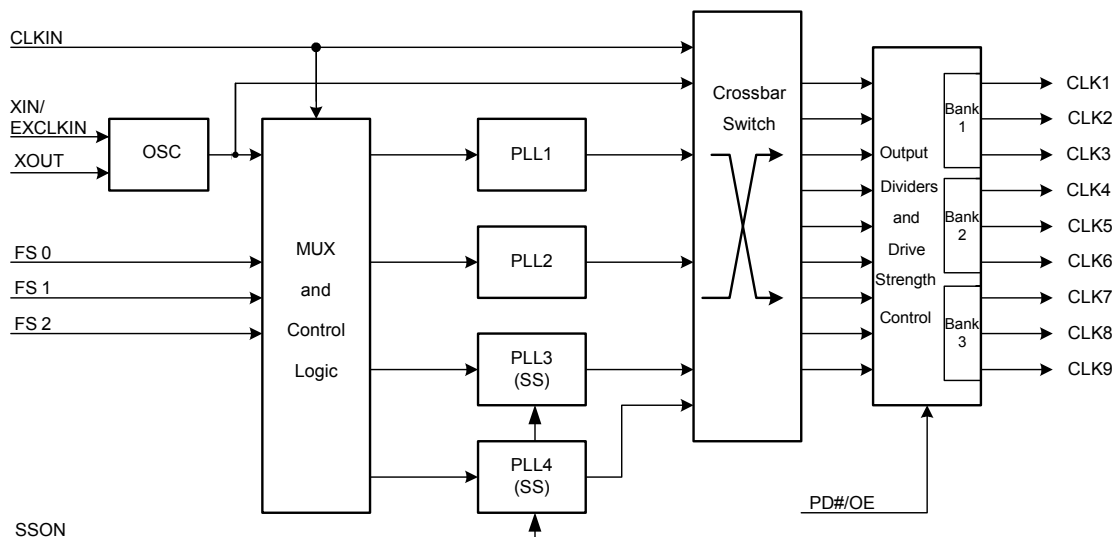 CLKIN
XIN/
EXCLKIN
XOUT
OSC
FS 0
FS 1
FS 2
SSON
MUX
and
Control
Logic
PLL1
PLL2
PLL3
(SS)
PLL4
(SS)
Crossbar
Switch
Output
Dividers
and
Drive
Strength
Control
Bank
1
Bank
2
Bank
3
PD#/OE
CLK1
CLK2
CLK3
CLK4
CLK5
CLK6
CLK7
CLK8
CLK9